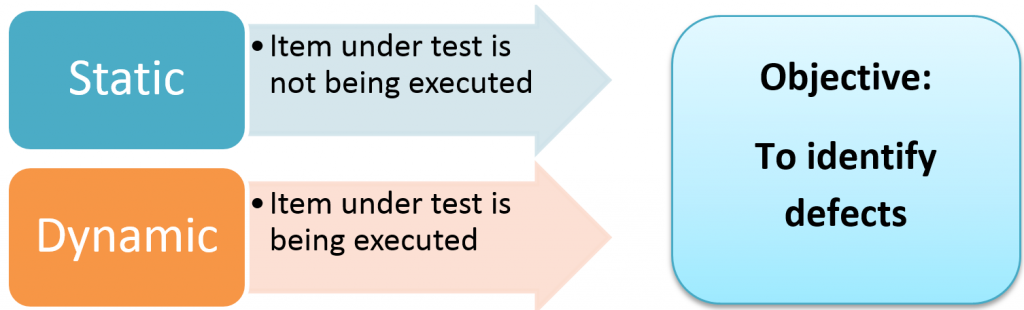 Static
• Item under test is
not being executed
Dynamic
• Item under test is
being executed
Objective:
To identify
defects